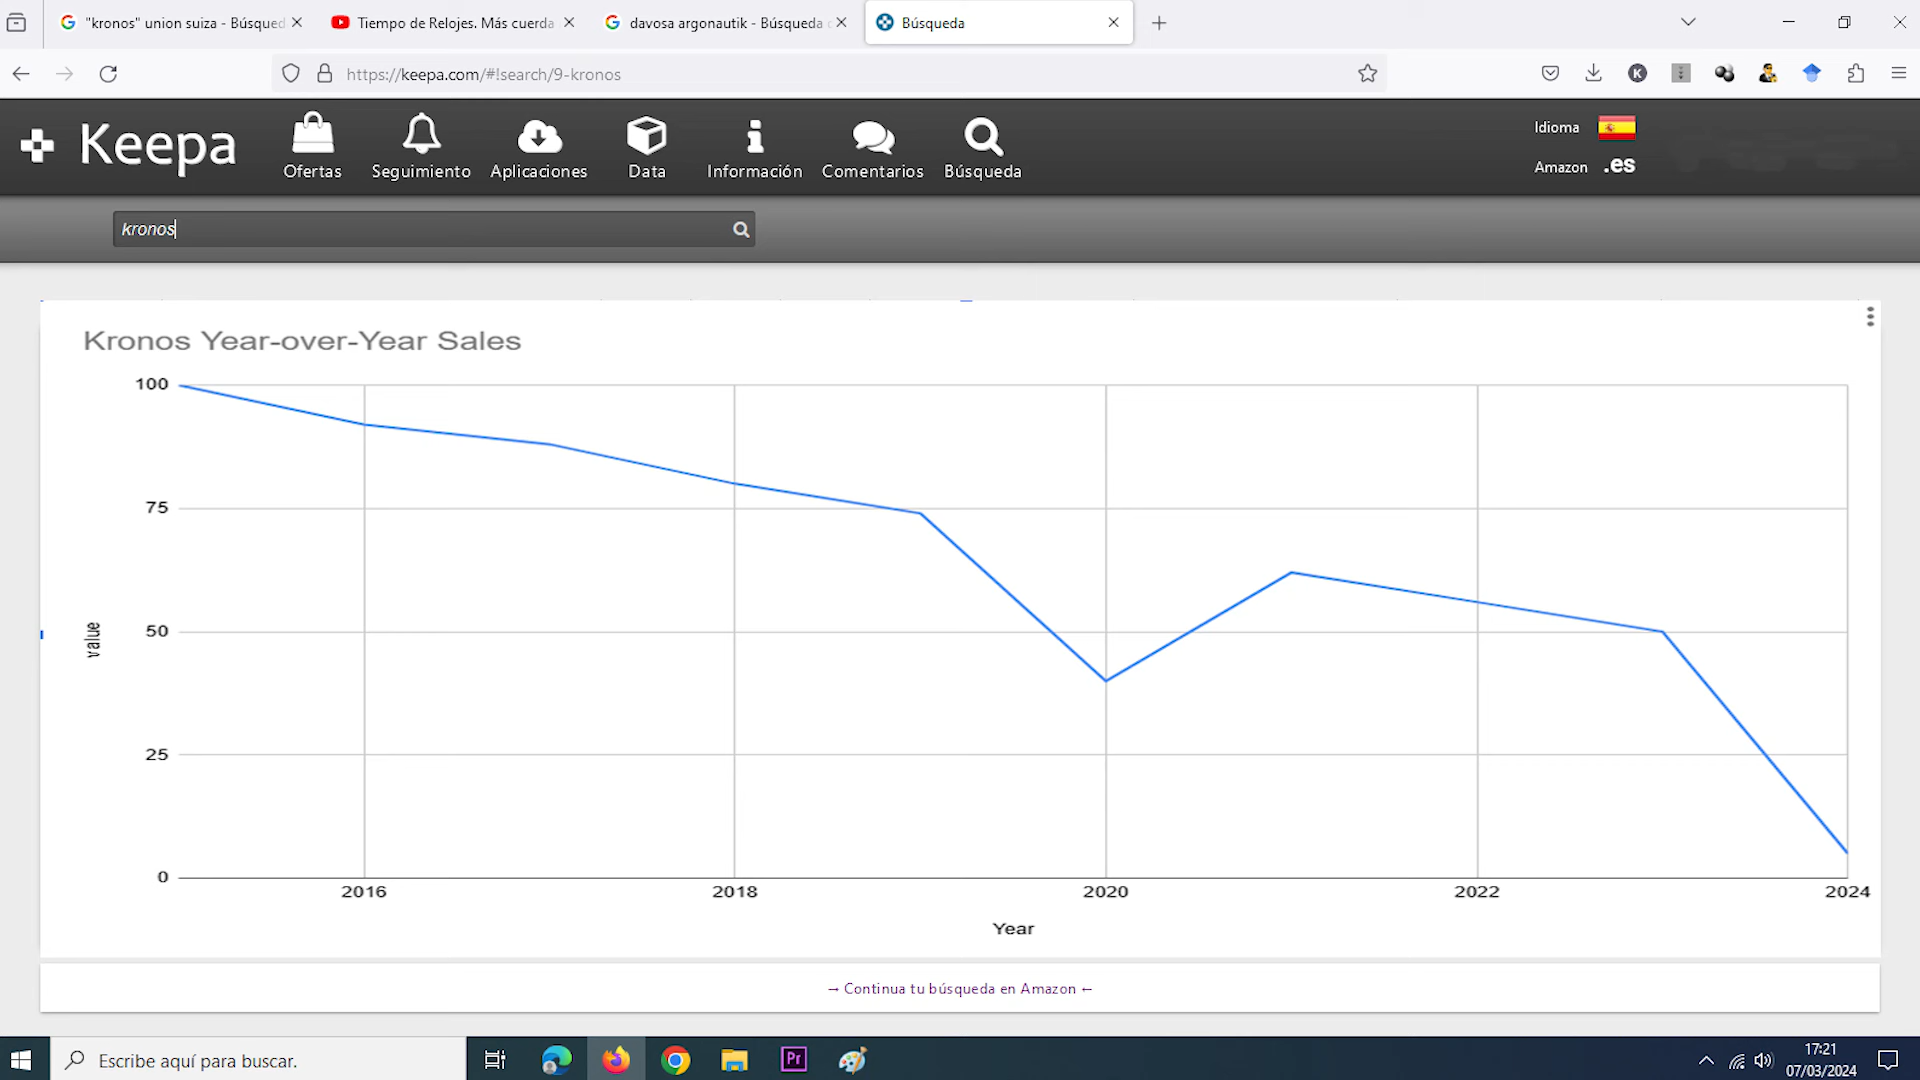 "kronos" union suiza - Búsqued
Tiempo de Relojes. Más cuerda
davosa argonautik - Búsqueda
Búsqueda
https://keepa.com/#!search/9-kronos
Keepa
Ofertas
Seguimiento
Aplicaciones
Data
Información
Comentarios
Búsqueda
Idioma
Amazon .es
kronos
Kronos Year-over-Year Sales
100
75
50
25
0
value
2016
2018
2020
2022
2024
Year
→ Continua tu búsqueda en Amazon ←
Escribe aquí para buscar.
Pr
17:21
07/03/2024